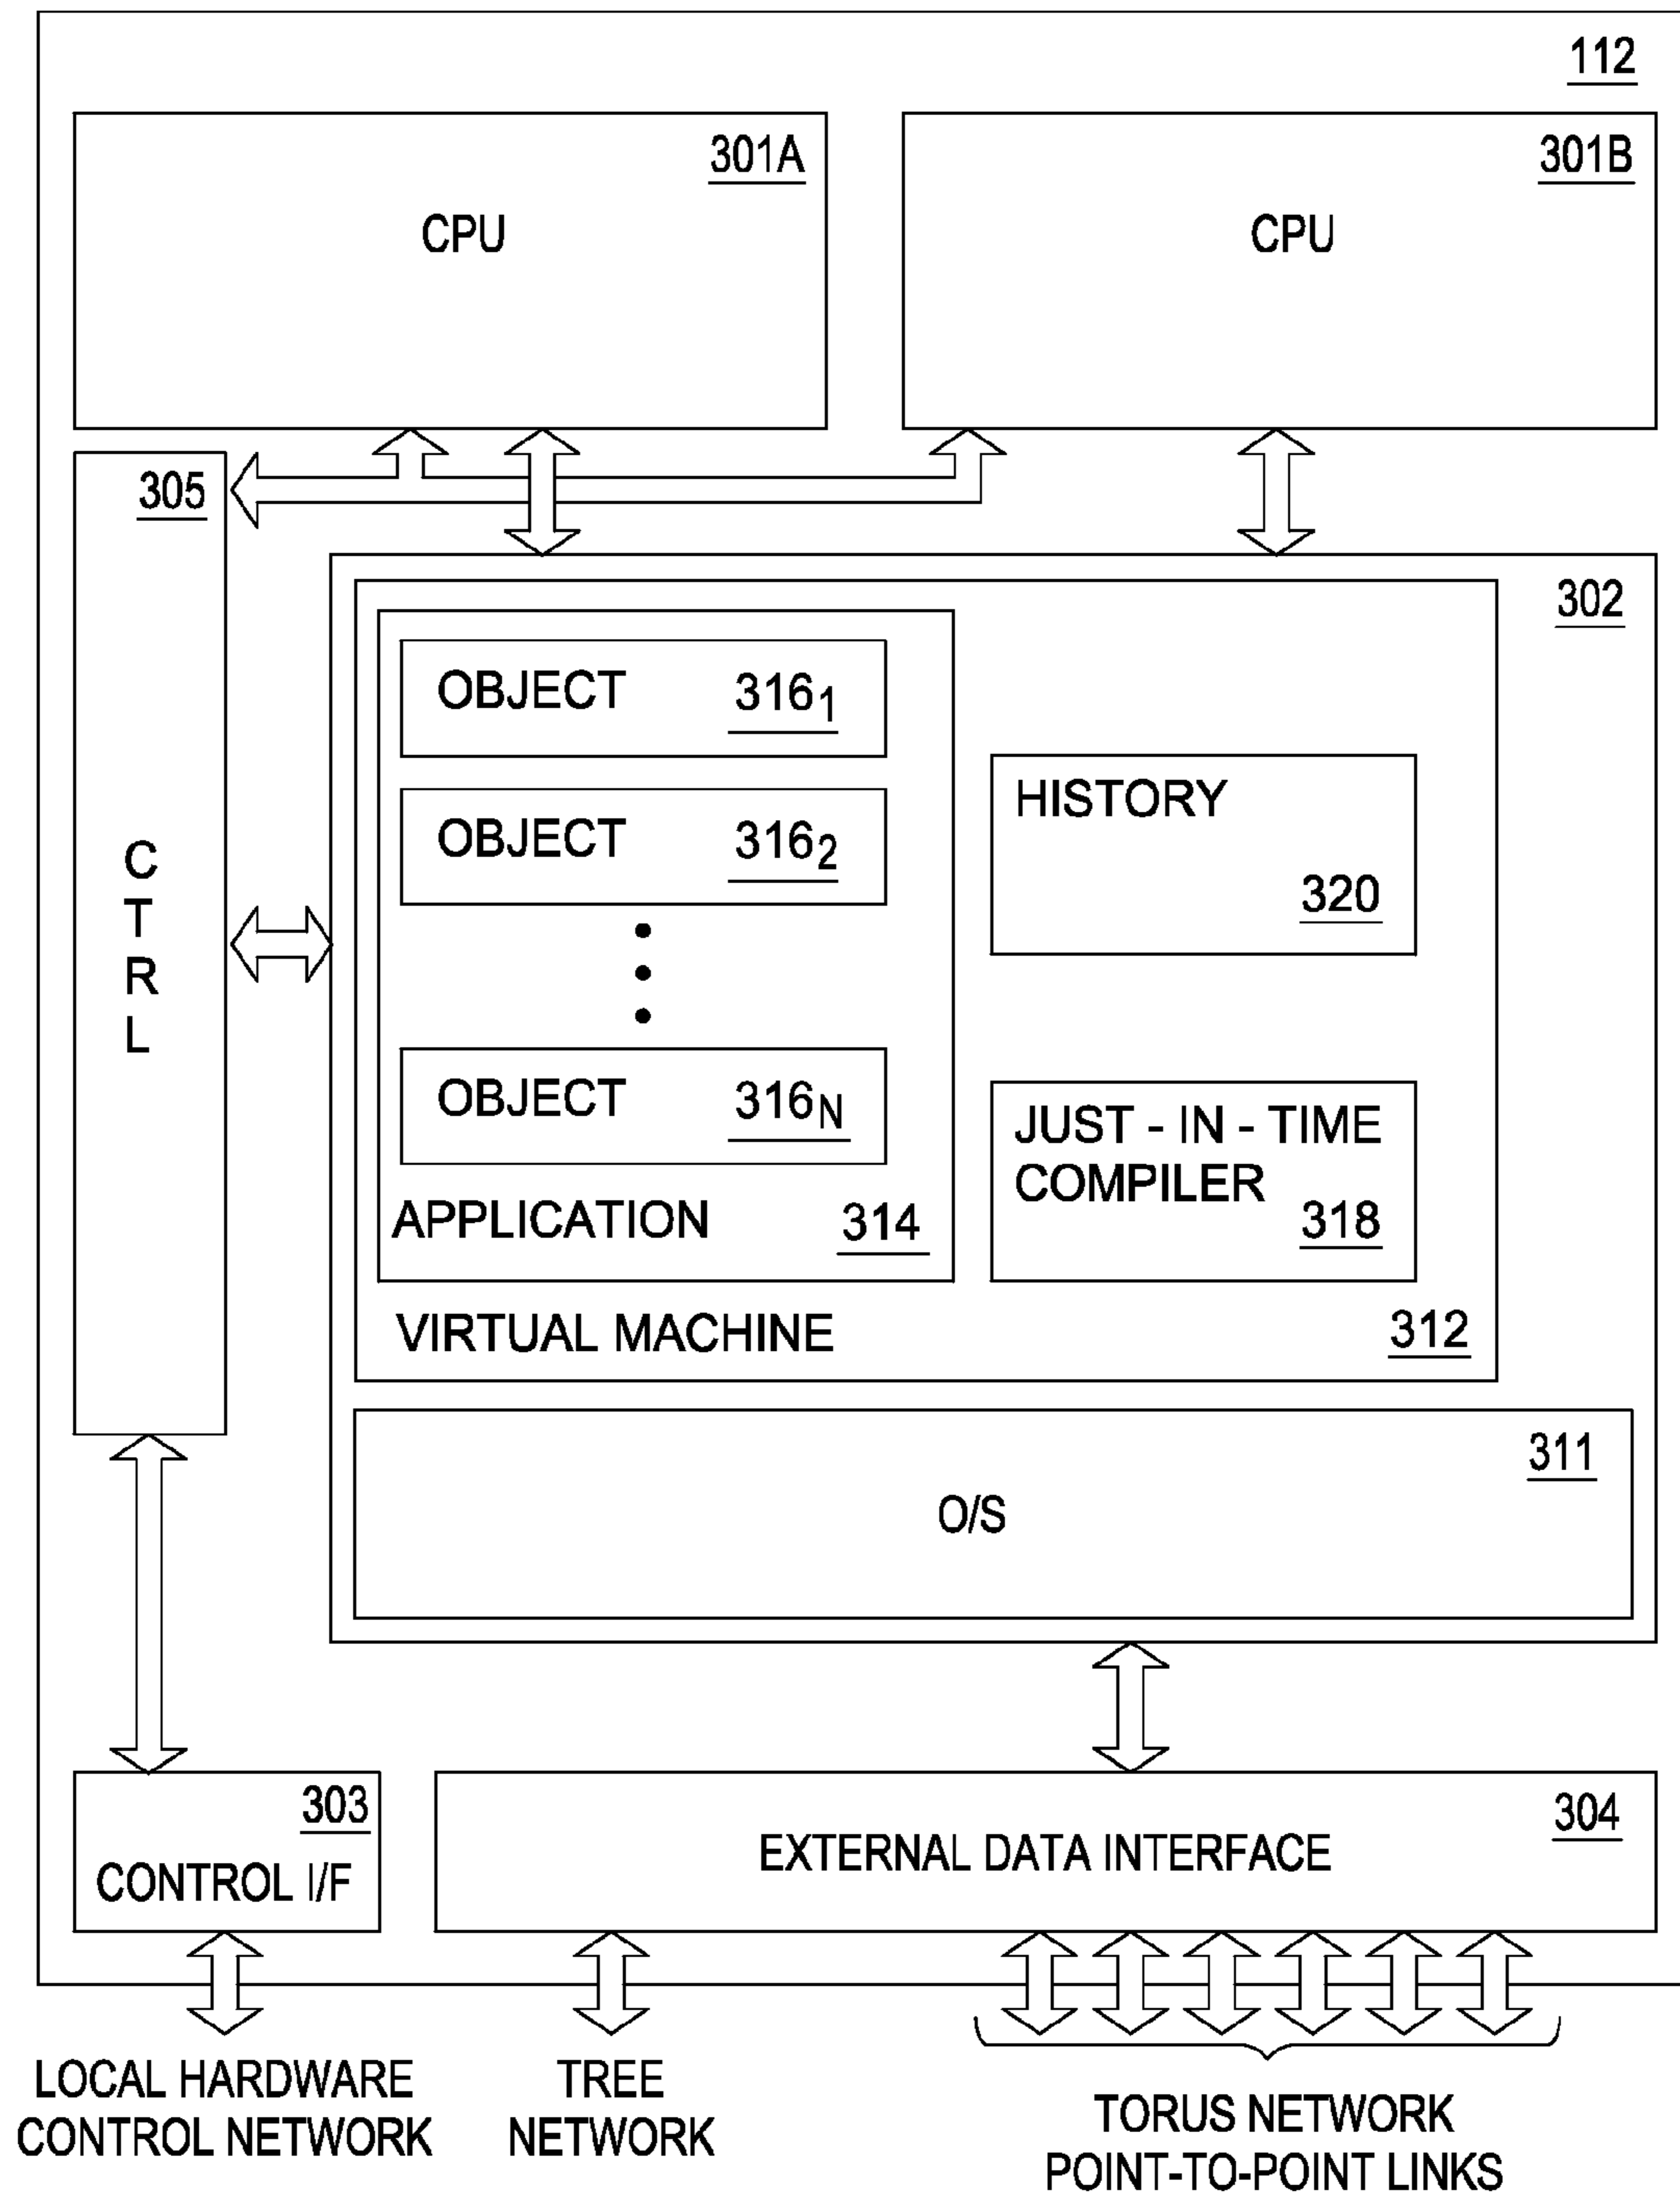 112
301A
CPU
301B
CPU
305
CTRL
302
OBJECT 316₁
OBJECT 316₂
OBJECT 316N
APPLICATION 314
HISTORY
320
JUST - IN - TIME
COMPILER
318
VIRTUAL MACHINE 312
311
O/S
303
CONTROL I/F
304
EXTERNAL DATA INTERFACE
LOCAL HARDWARE
CONTROL NETWORK
TREE
NETWORK
TORUS NETWORK
POINT-TO-POINT LINKS